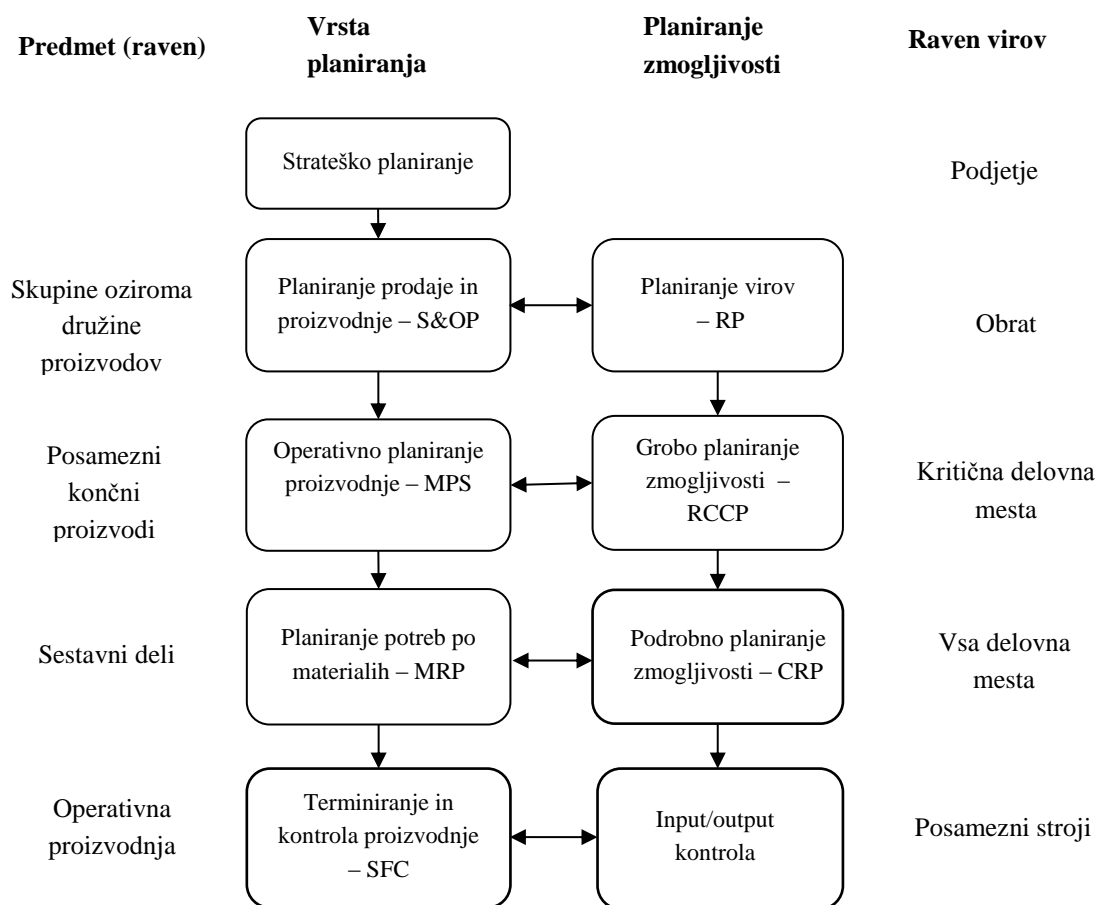 Predmet (raven)
Vrsta
planiranja
Planiranje
zmogljivosti
Raven virov
Strateško planiranje
Podjetje
Skupine oziroma
družine
proizvodov
Planiranje prodaje in
proizvodnje – S&OP
Planiranje virov
– RP
Obrat
Posamezni
končni
proizvodi
Operativno planiranje
proizvodnje – MPS
Grobo planiranje
zmogljivosti –
RCCP
Kritična delovna
mesta
Sestavni deli
Planiranje potreb po
materialih – MRP
Podrobno planiranje
zmogljivosti – CRP
Vsa delovna
mesta
Operativna
proizvodnja
Terminiranje in
kontrola proizvodnje
– SFC
Input/output
kontrola
Posamezni stroji